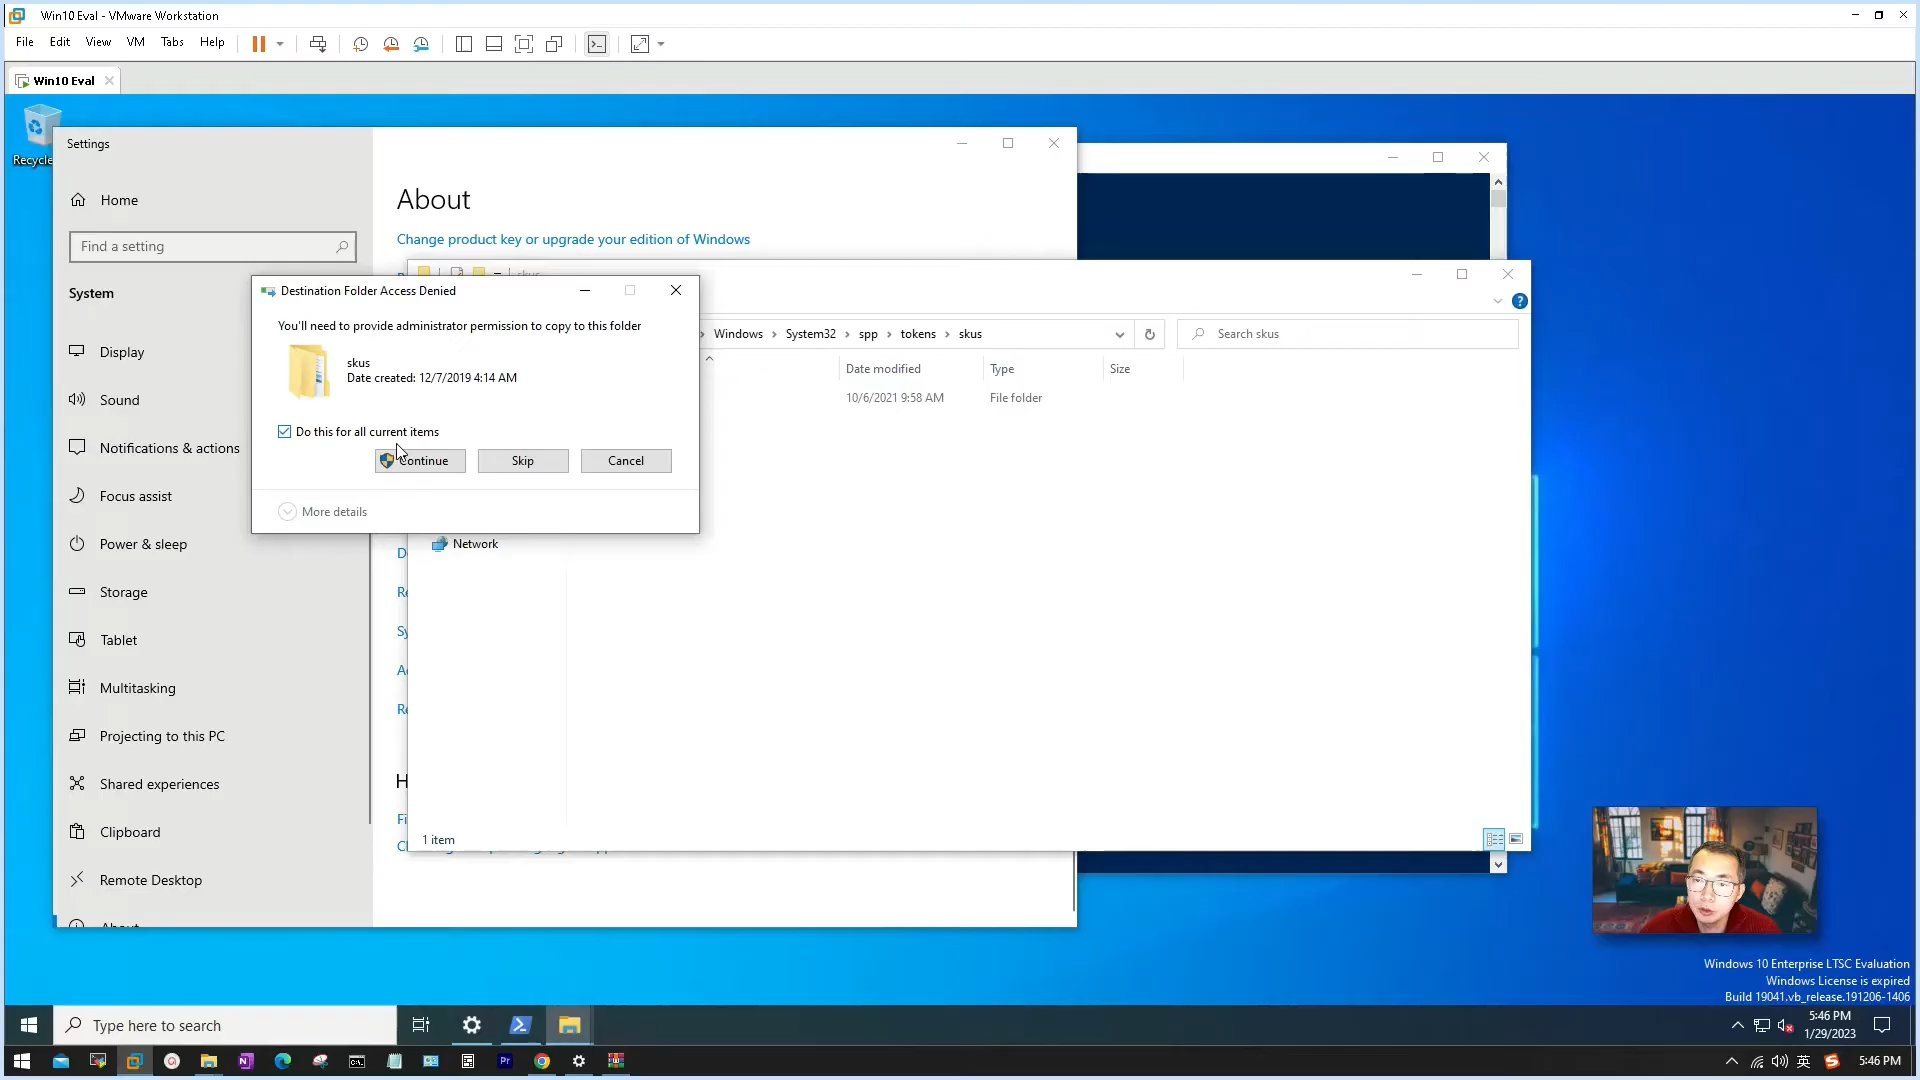 Win10 Eval - VMware Workstation
File Edit View VM Tabs Help
Win10 Eval
Recycle
Settings
Home
Find a setting
System
Display
Sound
Notifications & actions
Focus assist
Power & sleep
Storage
Tablet
Multitasking
Projecting to this PC
Shared experiences
Clipboard
Remote Desktop
About
About
Change product key or upgrade your edition of Windows
Destination Folder Access Denied
You'll need to provide administrator permission to copy to this folder
skus
Date created: 12/7/2019 4:14 AM
Do this for all current items
Continue Skip Cancel
More details
skus
Windows System32 spp tokens skus
Search skus
Date modified Type Size
10/6/2021 9:58 AM File folder
Network
D
Re
Sy
A
Re
H
Fi
1 item
Windows 10 Enterprise LTSC Evaluation
Windows License is expired
Build 19041.vb_release.191206-1406
Type here to search
5:46 PM
1/29/2023
英
5:46 PM